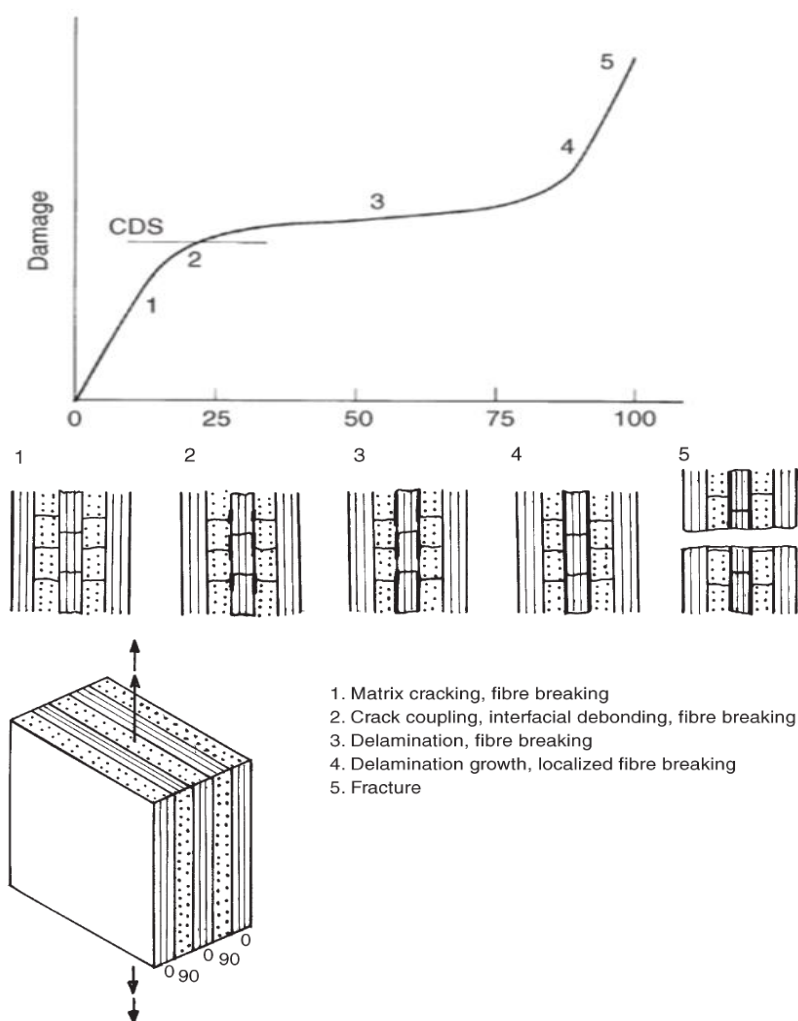 Damage
CDS
1
2
3
4
5
0 25 50 75 100
1 2 3 4 5
1. Matrix cracking, fibre breaking
2. Crack coupling, interfacial debonding, fibre breaking
3. Delamination, fibre breaking
4. Delamination growth, localized fibre breaking
5. Fracture
0 90 0 90 0